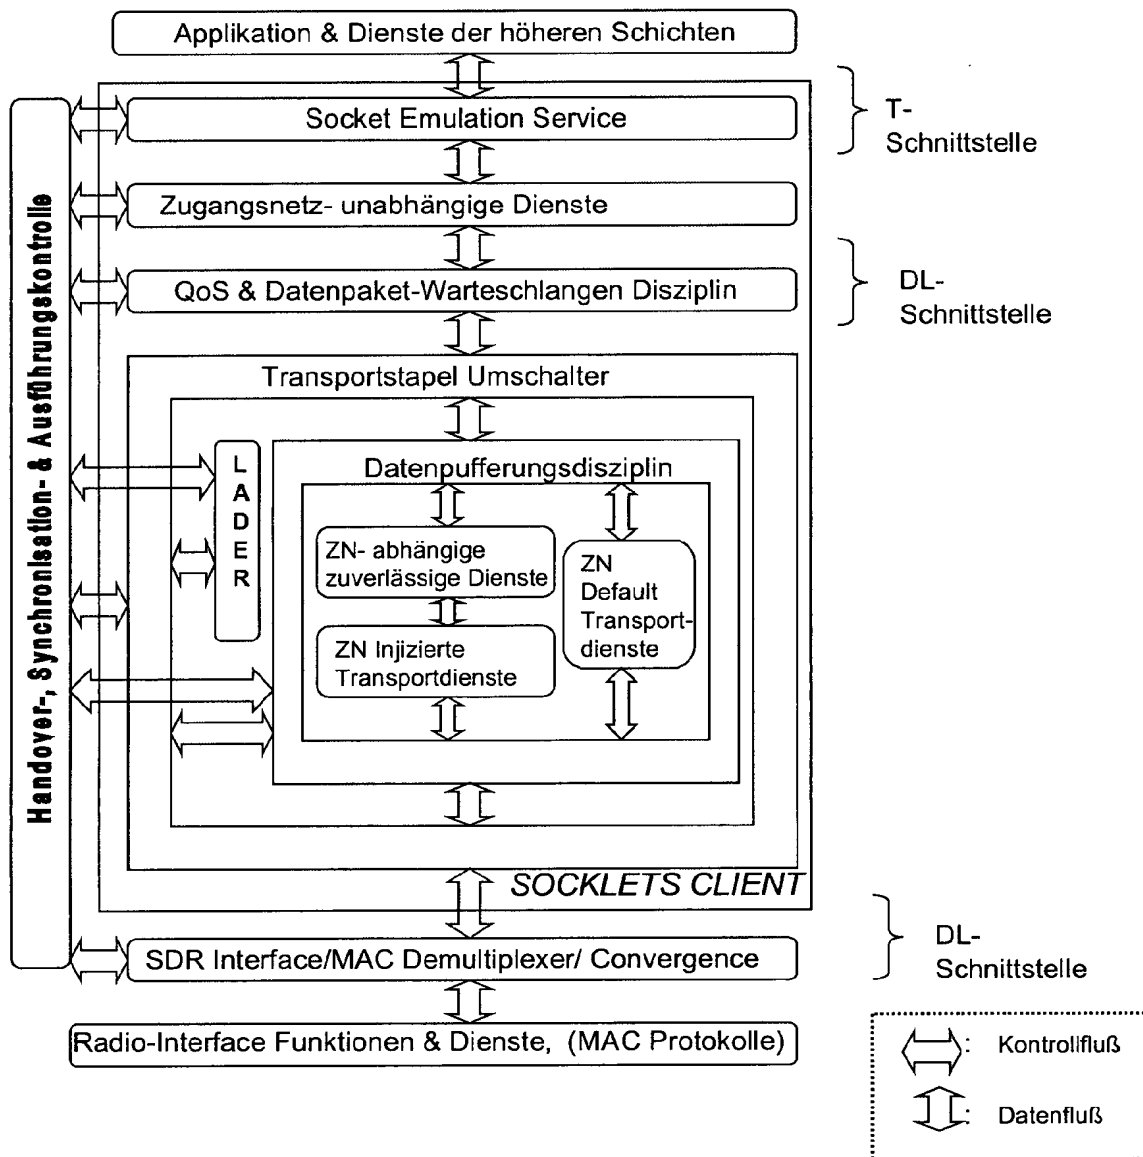 Applikation & Dienste der höheren Schichten
Socket Emulation Service
T-
Schnittstelle
Zugangsnetz- unabhängige Dienste
QoS & Datenpaket-Warteschlangen Disziplin
DL-
Schnittstelle
Handover-, Synchronisation- & Ausführungskontrolle
Transportstapel Umschalter
L
A
D
E
R
Datenpufferungsdisziplin
ZN- abhängige
zuverlässige Dienste
ZN Injizierte
Transportdienste
ZN
Default
Transport-
dienste
SOCKLETS CLIENT
SDR Interface/MAC Demultiplexer/ Convergence
DL-
Schnittstelle
Radio-Interface Funktionen & Dienste, (MAC Protokolle)
: Kontrollfluß
: Datenfluß